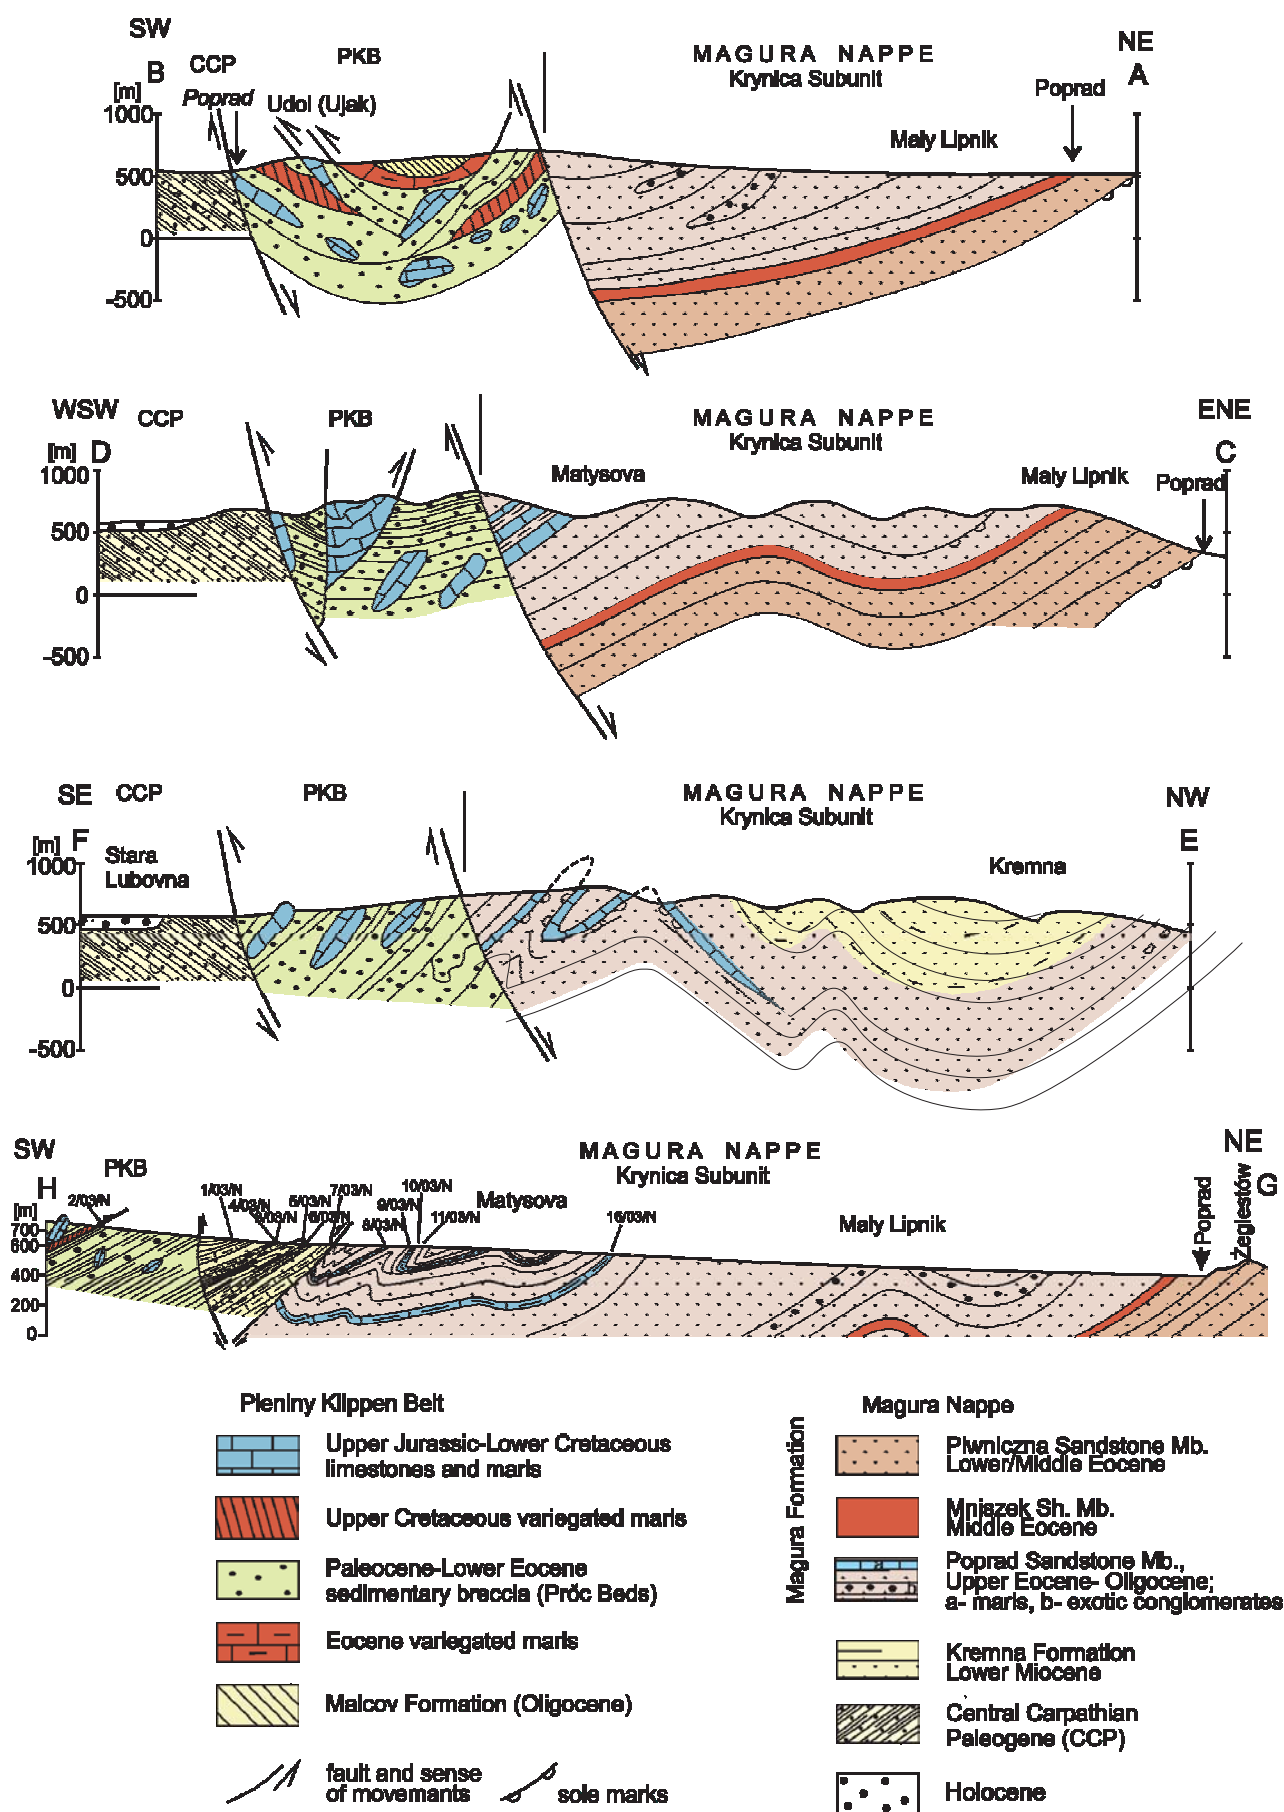 SW
NE
B
CCP
PKB
MAGURA NAPPE
Krynica Subunit
A
[m]
Poprad
Udol (Ujak)
Poprad
Maly Lipnik
1000
500
0
-500
WSW
ENE
CCP
PKB
MAGURA NAPPE
Krynica Subunit
[m]
D
C
Matysova
Maly Lipnik
Poprad
1000
500
0
-500
SE
CCP
PKB
MAGURA NAPPE
Krynica Subunit
NW
[m]
F
E
Stara
Lubovna
Kremna
1000
500
0
-500
SW
PKB
MAGURA NAPPE
Krynica Subunit
NE
H
G
[m]
2/03/N
1/03/N
4/03/N
5/03/N
7/03/N
9/03/N
10/03/N
8/03/N
11/03/N
Matysova
16/03/N
Maly Lipnik
Poprad
Żegiestów
700
600
400
200
0
Pieniny Klippen Belt
Upper Jurassic-Lower Cretaceous
limestones and marls
Upper Cretaceous variegated marls
Paleocene-Lower Eocene
sedimentary breccia (Próc Beds)
Eocene variegated marls
Malcov Formation (Oligocene)
fault and sense
of movemants
sole marks
Magura Nappe
Magura Formation
Piwniczna Sandstone Mb.
Lower/Middle Eocene
Mniszek Sh. Mb.
Middle Eocene
a
b
Poprad Sandstone Mb.,
Upper Eocene- Oligocene;
a- marls, b- exotic conglomerates
Kremna Formation
Lower Miocene
Central Carpathian
Paleogene (CCP)
Holocene